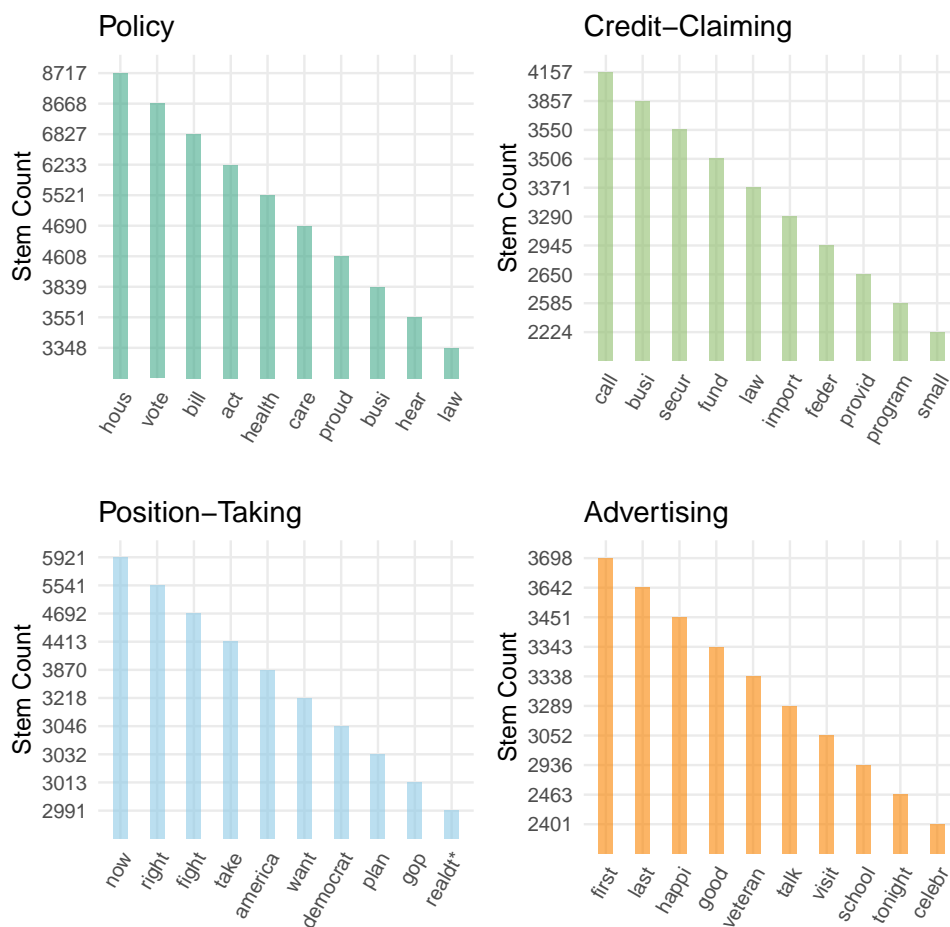 Policy
8717
8668
6827
6233
5521
4690
4608
3839
3551
3348
Stem Count
hous
vote
bill
act
health
care
proud
busi
hear
law
Credit−Claiming
4157
3857
3550
3506
3371
3290
2945
2650
2585
2224
Stem Count
call
busi
secur
fund
law
import
feder
provid
program
small
Position−Taking
5921
5541
4692
4413
3870
3218
3046
3032
3013
2991
Stem Count
now
right
fight
take
america
want
democrat
plan
gop
realdt*
Advertising
3698
3642
3451
3343
3338
3289
3052
2936
2463
2401
Stem Count
first
last
happi
good
veteran
talk
visit
school
tonight
celebr